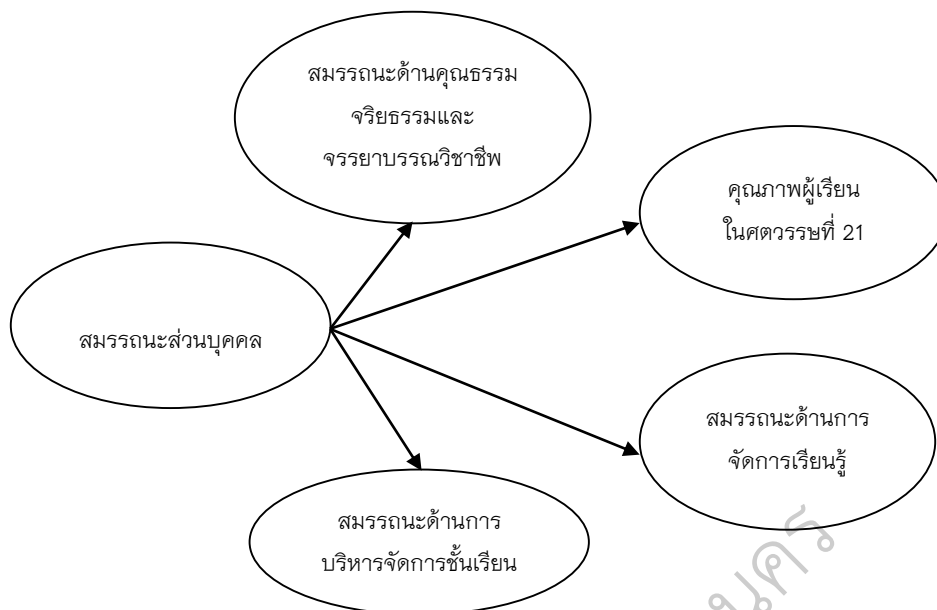 สมรรถนะด้านคุณธรรม
จริยธรรมและ
จรรยาบรรณวิชาชีพ
คุณภาพผู้เรียน
ในศตวรรษที่ 21
สมรรถนะส่วนบุคคล
สมรรถนะด้านการ
จัดการเรียนรู้
สมรรถนะด้านการ
บริหารจัดการชั้นเรียน
นคร